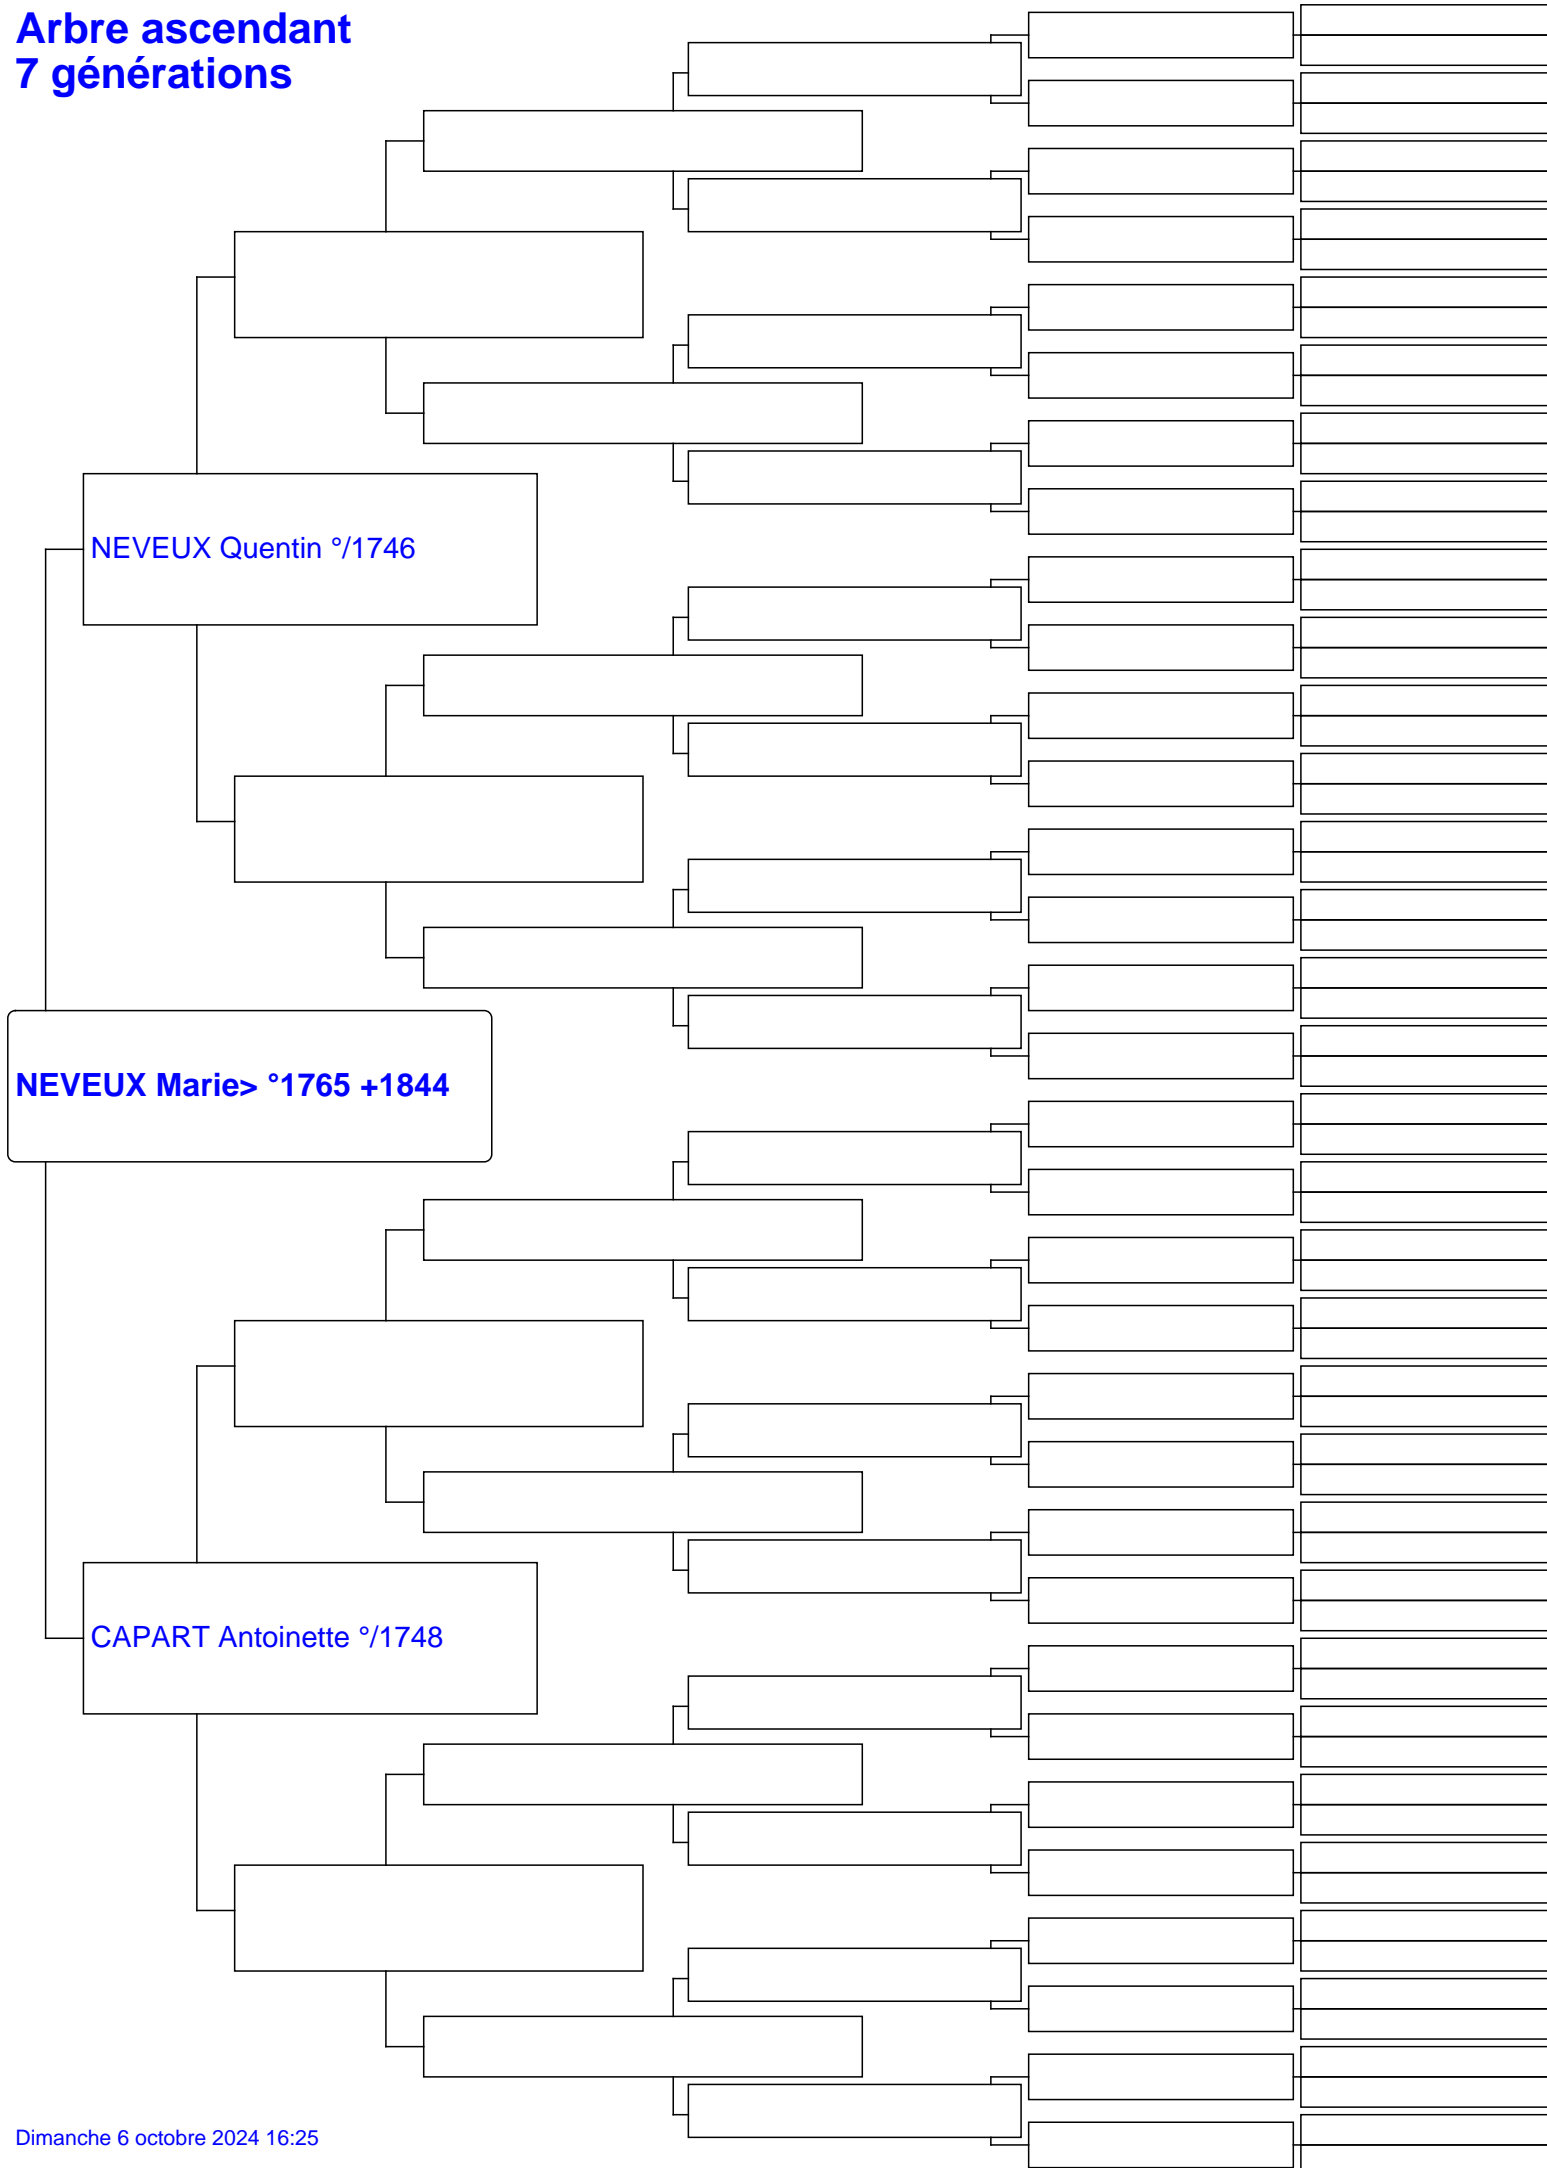 Arbre ascendant
7 générations
NEVEUX Quentin °/1746
NEVEUX Marie> °1765 +1844
CAPART Antoinette °/1748
Dimanche 6 octobre 2024 16:25